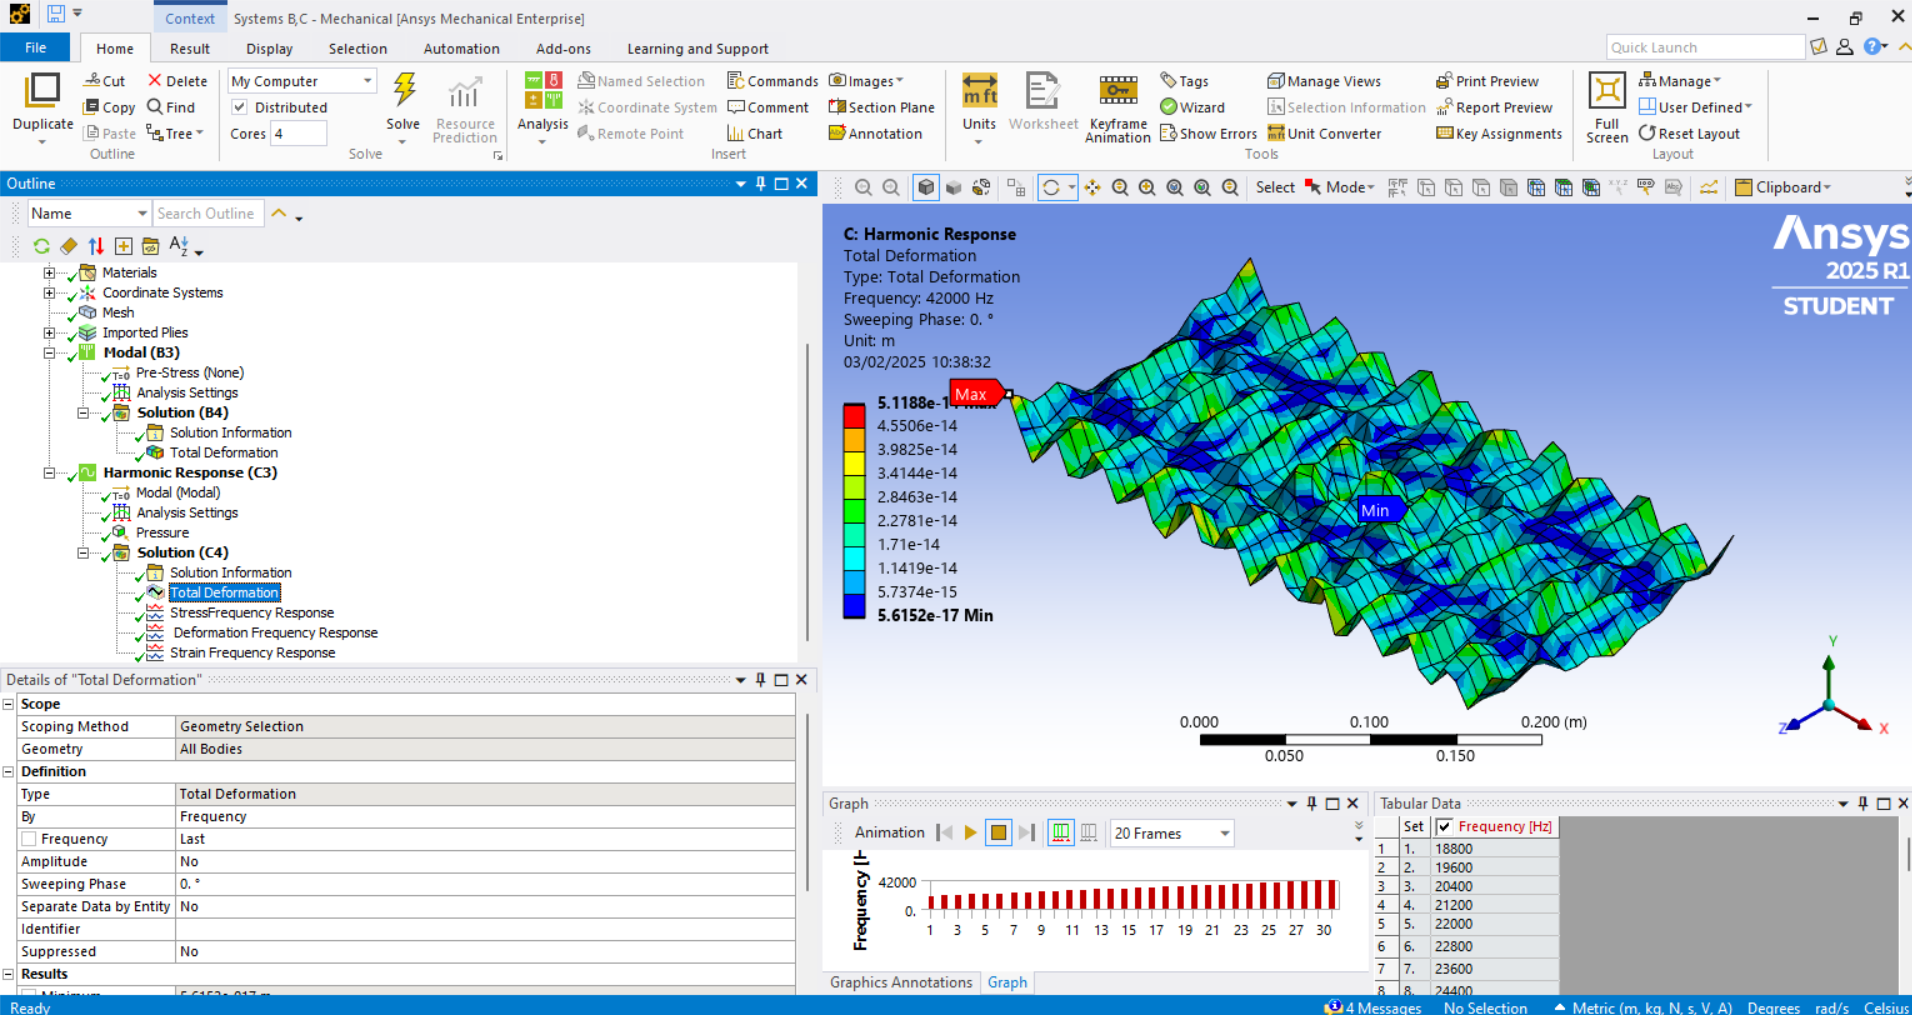 Context
Systems B,C - Mechanical [Ansys Mechanical Enterprise]
File Home Result Display Selection Automation Add-ons Learning and Support
Quick Launch
Duplicate
Cut
Copy
Paste
Delete
Find
Tree
Outline
My Computer
Distributed
Cores 4
Solve
Resource Prediction
Solve
Analysis
Named Selection
Coordinate System
Remote Point
Commands
Comment
Chart
Images
Section Plane
Annotation
Insert
Units
Worksheet
Keyframe Animation
Tags
Wizard
Show Errors
Manage Views
Selection Information
Unit Converter
Print Preview
Report Preview
Key Assignments
Tools
Full Screen
Manage
User Defined
Reset Layout
Layout
Outline
Name
Search Outline
Materials
Coordinate Systems
Mesh
Imported Plies
Modal (B3)
Pre-Stress (None)
Analysis Settings
Solution (B4)
Solution Information
Total Deformation
Harmonic Response (C3)
Modal (Modal)
Analysis Settings
Pressure
Solution (C4)
Solution Information
Total Deformation
StressFrequency Response
Deformation Frequency Response
Strain Frequency Response
Details of "Total Deformation"
Scope
Scoping Method Geometry Selection
Geometry All Bodies
Definition
Type Total Deformation
By Frequency
Frequency Last
Amplitude No
Sweeping Phase 0. °
Separate Data by Entity No
Identifier
Suppressed No
Results
Select Mode Clipboard
C: Harmonic Response
Total Deformation
Type: Total Deformation
Frequency: 42000 Hz
Sweeping Phase: 0. °
Unit: m
03/02/2025 10:38:32
Max
4.5506e-14
3.9825e-14
3.4144e-14
2.8463e-14
2.2781e-14
1.71e-14
1.1419e-14
5.7374e-15
5.6152e-17 Min
Min
Ansys
2025 R1
STUDENT
0.000 0.100 0.200 (m)
0.050 0.150
Y
Z X
Graph
Animation 20 Frames
42000
0.
1 3 5 7 9 11 13 15 17 19 21 23 25 27 30
Graphics Annotations Graph
Tabular Data
Set Frequency [Hz]
1 1. 18800
2 2. 19600
3 3. 20400
4 4. 21200
5 5. 22000
6 6. 22800
7 7. 23600
8 8. 24400
Ready
4 Messages No Selection Metric (m, kg, N, s, V, A) Degrees rad/s Celsius